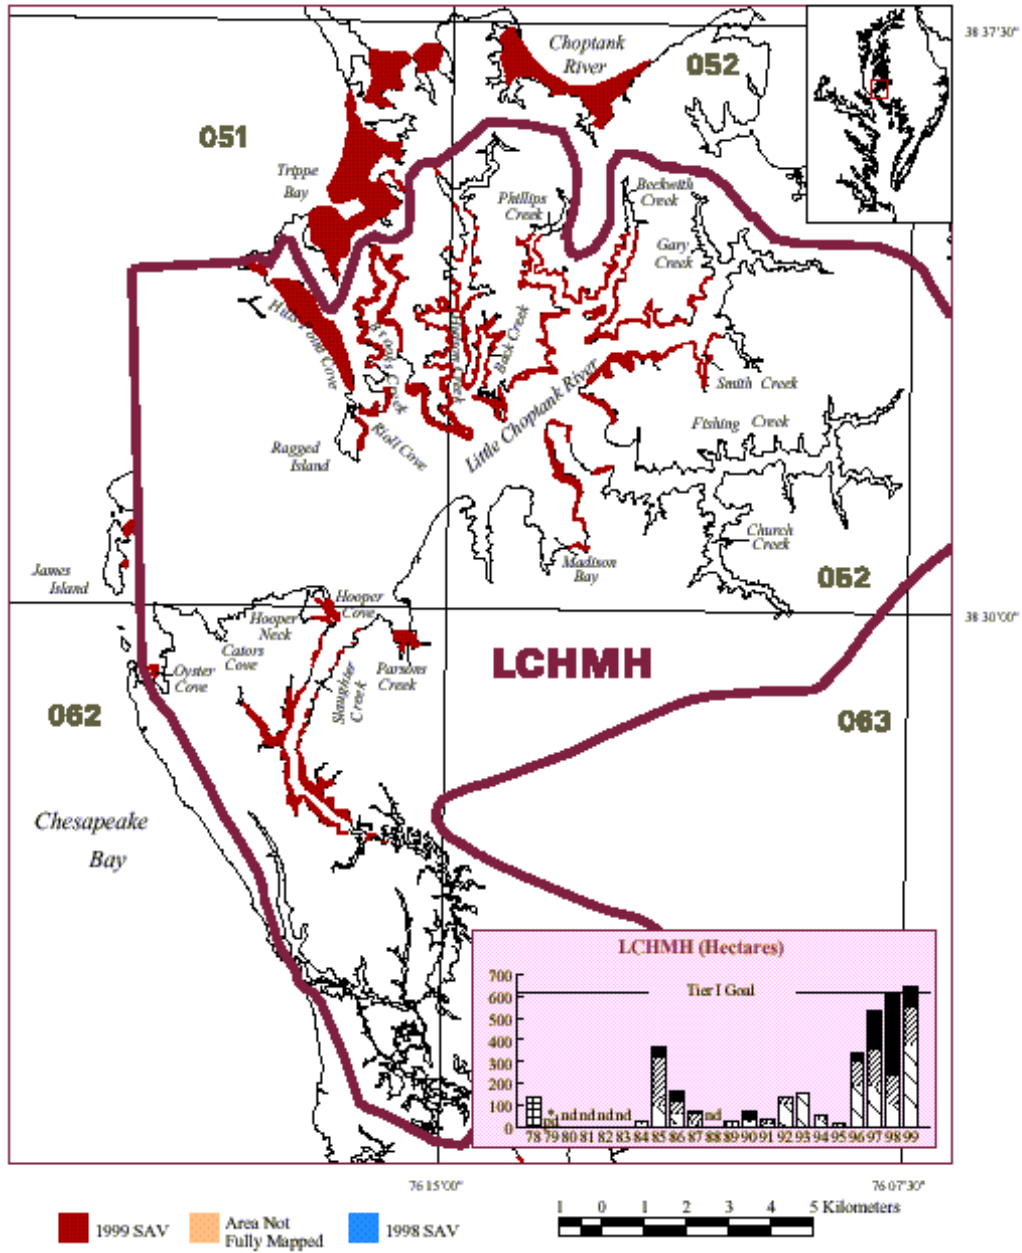 38 37'30"
Choptank
River
052
051
Trippe
Bay
Phillips
Creek
Beckwith
Creek
Gary
Creek
Hills Point Cove
Brooks Creek
Hudson Creek
Back Creek
Smith Creek
Little Choptank River
Fishing Creek
Ragged
Island
Church
Creek
Madison
Bay
052
James
Island
Hooper
Cove
Hooper
Neck
38 30'00"
Cators
Cove
Oyster
Cove
Slaughter
Creek
Parsons
Creek
LCHMH
062
063
Chesapeake
Bay
LCHMH (Hectares)
700
600
500
400
300
200
100
0
Tier I Goal
*
nd nd nd nd nd nd
78 79 80 81 82 83 84 85 86 87 88 89 90 91 92 93 94 95 96 97 98 99
76 15'00"
76 07'30"
1999 SAV
Area Not
Fully Mapped
1998 SAV
1 0 1 2 3 4 5 Kilometers